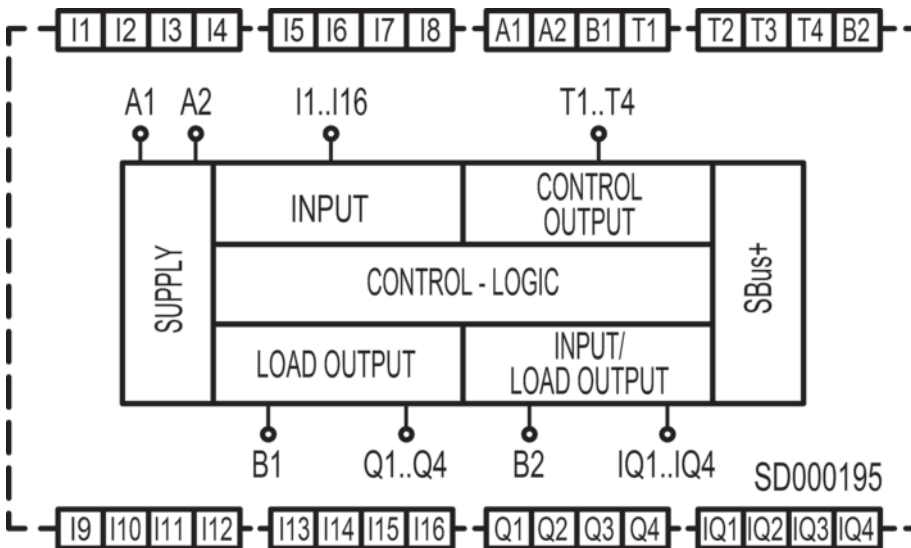 I1 I2 I3 I4 I5 I6 I7 I8 A1 A2 B1 T1 T2 T3 T4 B2
A1 A2 I1..I16 T1..T4
SUPPLY
INPUT
CONTROL
OUTPUT
CONTROL - LOGIC
SBus+
LOAD OUTPUT
INPUT/
LOAD OUTPUT
B1 Q1..Q4 B2 IQ1..IQ4
SD000195
I9 I10 I11 I12 I13 I14 I15 I16 Q1 Q2 Q3 Q4 IQ1 IQ2 IQ3 IQ4